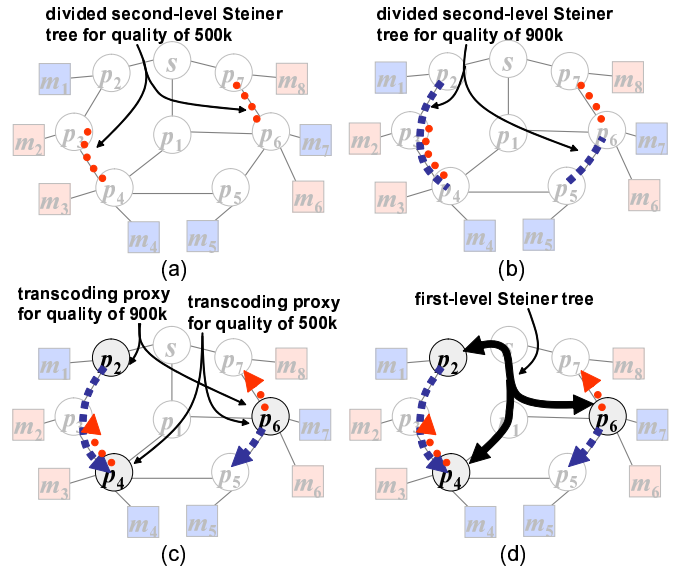 divided second-level Steiner
tree for quality of 500k
s
p2
p7
m1
m8
m2
p3
p1
p6
m7
m3
p4
p5
m6
m4
m5
(a)
divided second-level Steiner
tree for quality of 900k
s
p2
p7
m1
m8
m2
p1
p6
m7
m3
p4
p5
m6
m4
m5
(b)
transcoding proxy
for quality of 900k
transcoding proxy
for quality of 500k
s
p2
p7
m1
m8
m2
p1
p6
m7
m3
p4
p5
m6
m4
m5
(c)
first-level Steiner tree
s
p2
p7
m1
m8
m2
p1
p6
m7
m3
p4
p5
m6
m4
m5
(d)